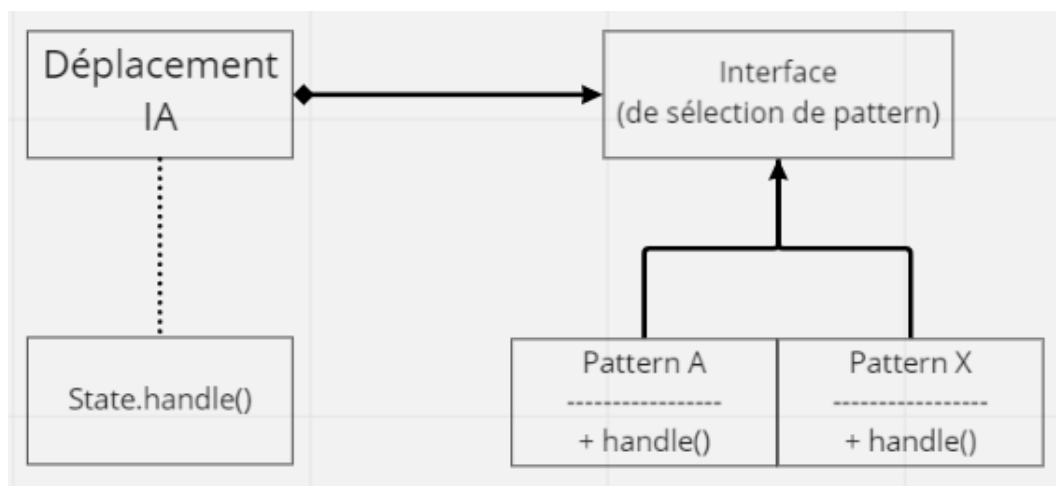 Déplacement
IA
Interface
(de sélection de pattern)
State.handle()
Pattern A
-----------------
+ handle()
Pattern X
-----------------
+ handle()